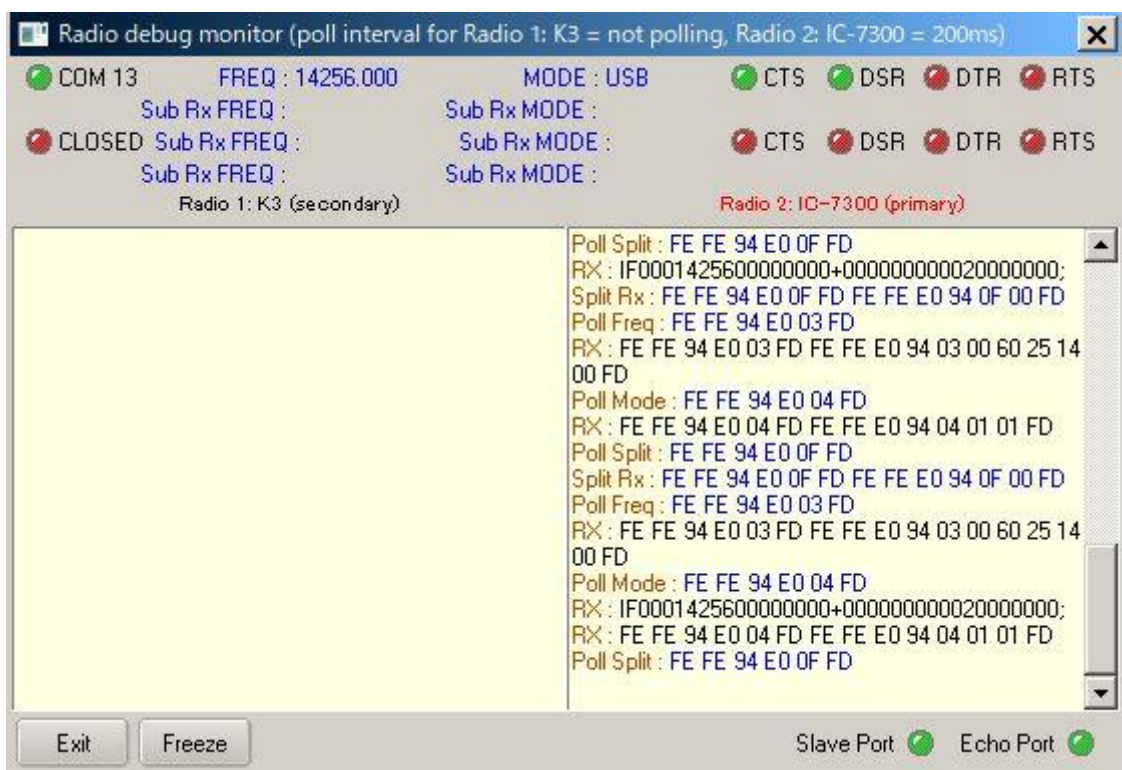 Radio debug monitor (poll interval for Radio 1: K3 = not polling, Radio 2: IC-7300 = 200ms)
COM 13 FREQ : 14256.000 MODE : USB CTS DSR DTR RTS
Sub Rx FREQ : Sub Rx MODE :
CLOSED Sub Rx FREQ : Sub Rx MODE : CTS DSR DTR RTS
Sub Rx FREQ : Sub Rx MODE :
Radio 1: K3 (secondary) Radio 2: IC-7300 (primary)
Poll Split : FE FE 94 E0 0F FD
RX : IF00014256000000000+000000000020000000;
Split Rx : FE FE 94 E0 0F FD FE FE E0 94 0F 00 FD
Poll Freq : FE FE 94 E0 03 FD
RX : FE FE 94 E0 03 FD FE FE E0 94 03 00 60 25 14
00 FD
Poll Mode : FE FE 94 E0 04 FD
RX : FE FE 94 E0 04 FD FE FE E0 94 04 01 01 FD
Poll Split : FE FE 94 E0 0F FD
Split Rx : FE FE 94 E0 0F FD FE FE E0 94 0F 00 FD
Poll Freq : FE FE 94 E0 03 FD
RX : FE FE 94 E0 03 FD FE FE E0 94 03 00 60 25 14
00 FD
Poll Mode : FE FE 94 E0 04 FD
RX : IF00014256000000000+000000000020000000;
RX : FE FE 94 E0 04 FD FE FE E0 94 04 01 01 FD
Poll Split : FE FE 94 E0 0F FD
Exit Freeze Slave Port Echo Port